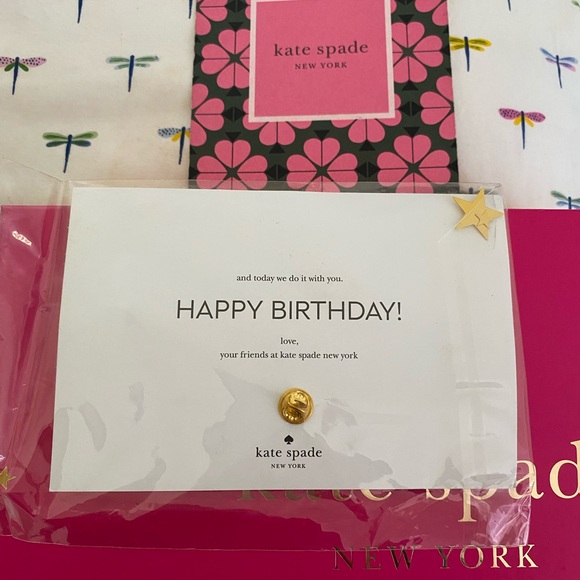 kate spade
NEW YORK
and today we do it with you.
HAPPY BIRTHDAY!
love,
your friends at kate spade new york
kate spade
NEW YORK
kate spad
NEW YORK